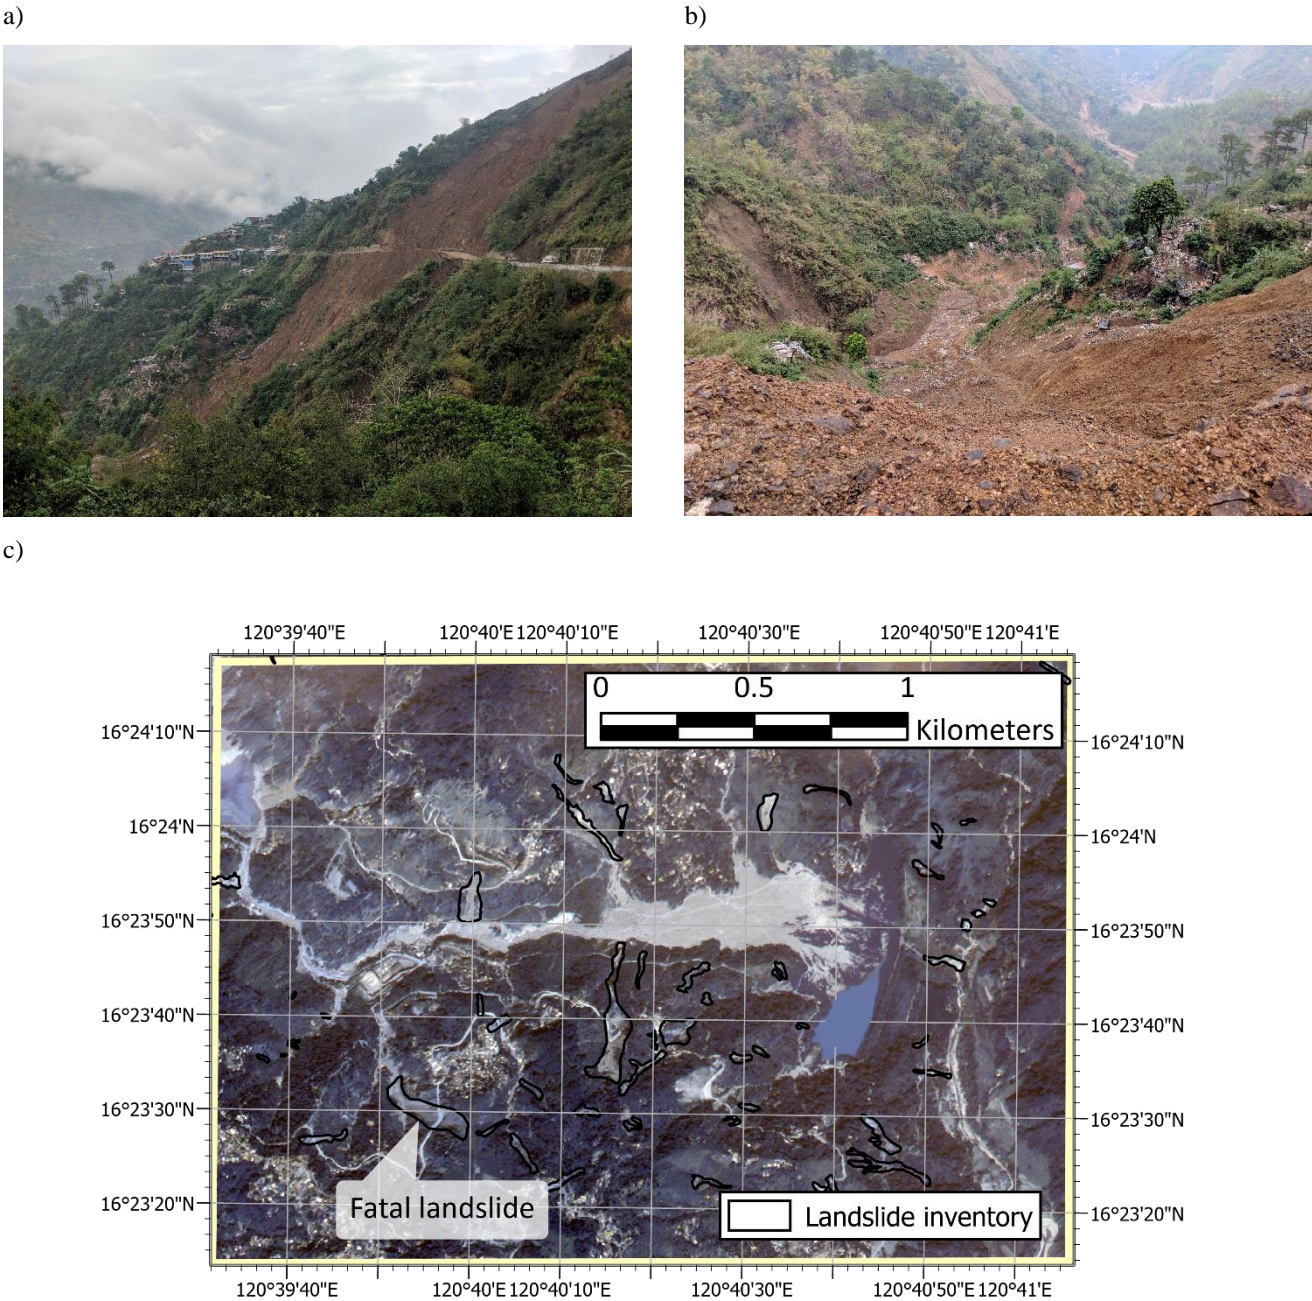 a)
b)
c)
120°39'40"E 120°40'E 120°40'10"E 120°40'30"E 120°40'50"E 120°41'E
0 0.5 1
Kilometers
16°24'10"N 16°24'10"N
16°24'N 16°24'N
16°23'50"N 16°23'50"N
16°23'40"N 16°23'40"N
16°23'30"N 16°23'30"N
Fatal landslide
Landslide inventory
16°23'20"N 16°23'20"N
120°39'40"E 120°40'E 120°40'10"E 120°40'30"E 120°40'50"E 120°41'E